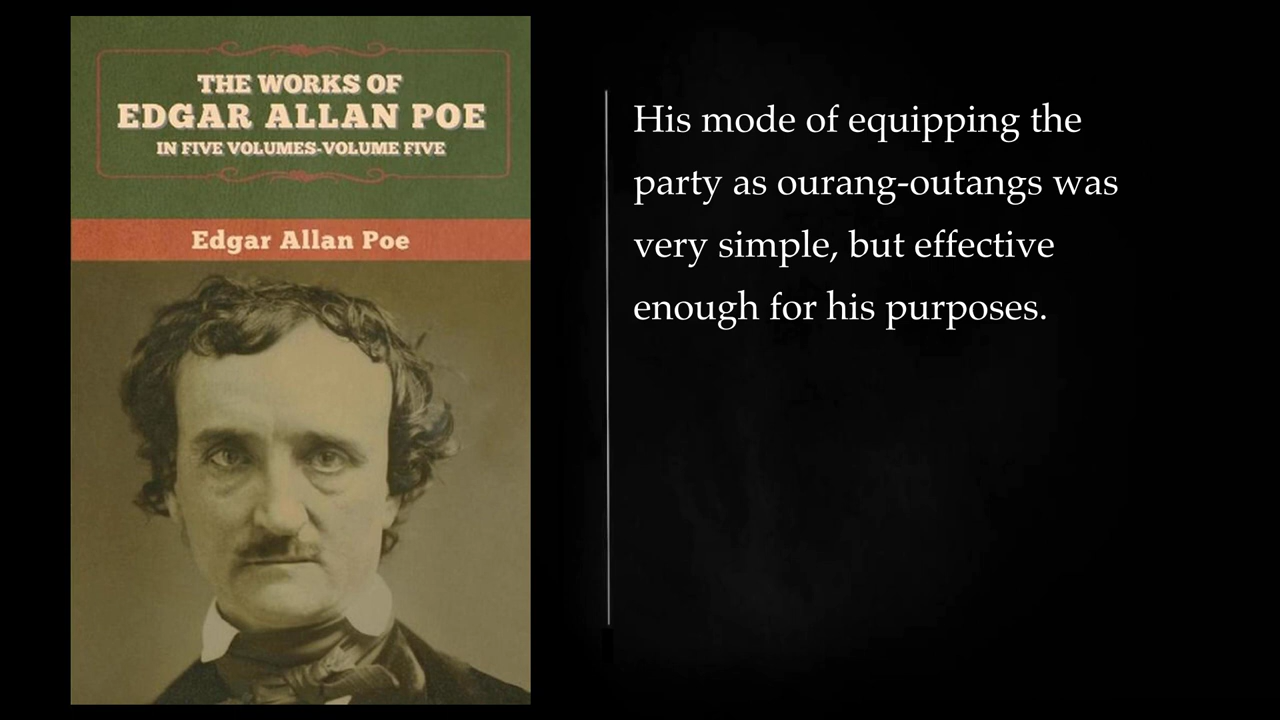 THE WORKS OF
EDGAR ALLAN POE
IN FIVE VOLUMES-VOLUME FIVE
Edgar Allan Poe
His mode of equipping the
party as ourang-outangs was
very simple, but effective
enough for his purposes.